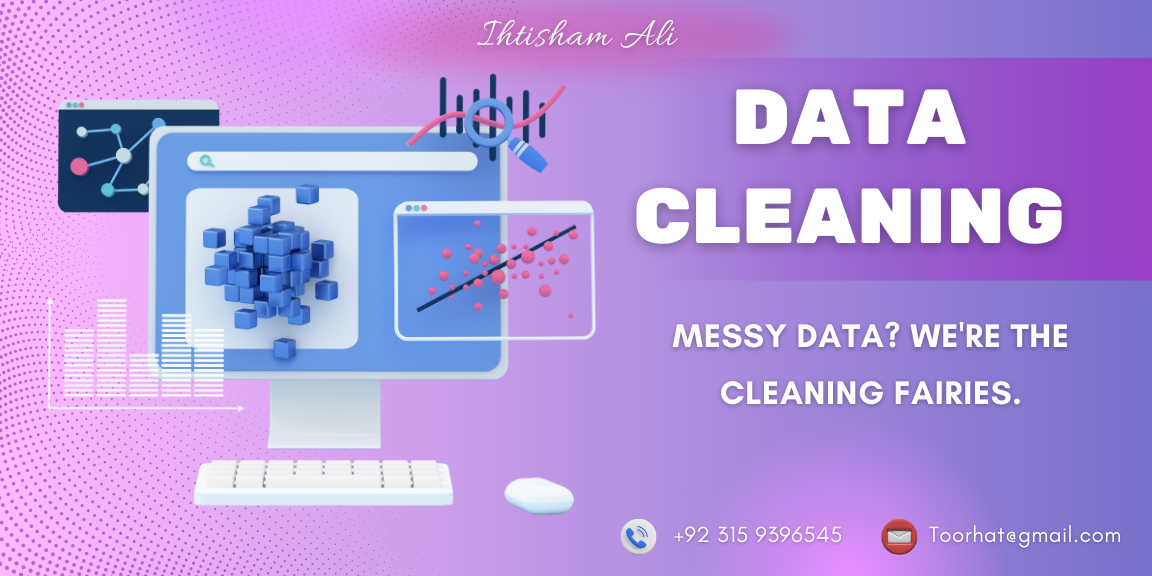 Ihtisham Ali
DATA
CLEANING
MESSY DATA? WE'RE THE
CLEANING FAIRIES.
+92 315 9396545
Toorhat@gmail.com